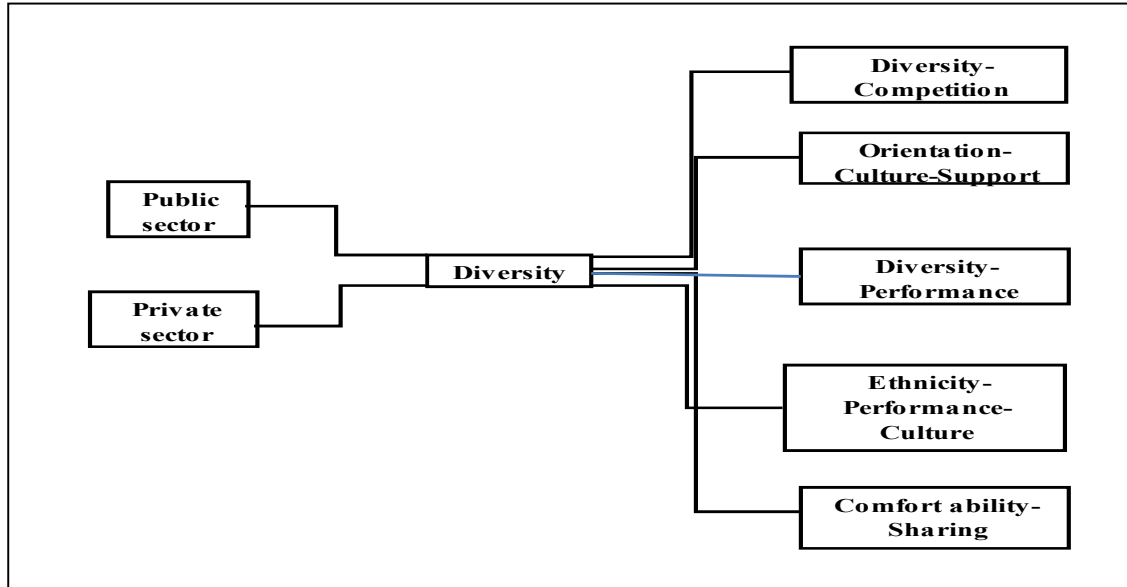 Public
sector
Private
sector
Diversity
Diversity-
Competition
Orientation-
Culture-Support
Diversity-
Performance
Ethnicity-
Performance-
Culture
Comfort ability-
Sharing